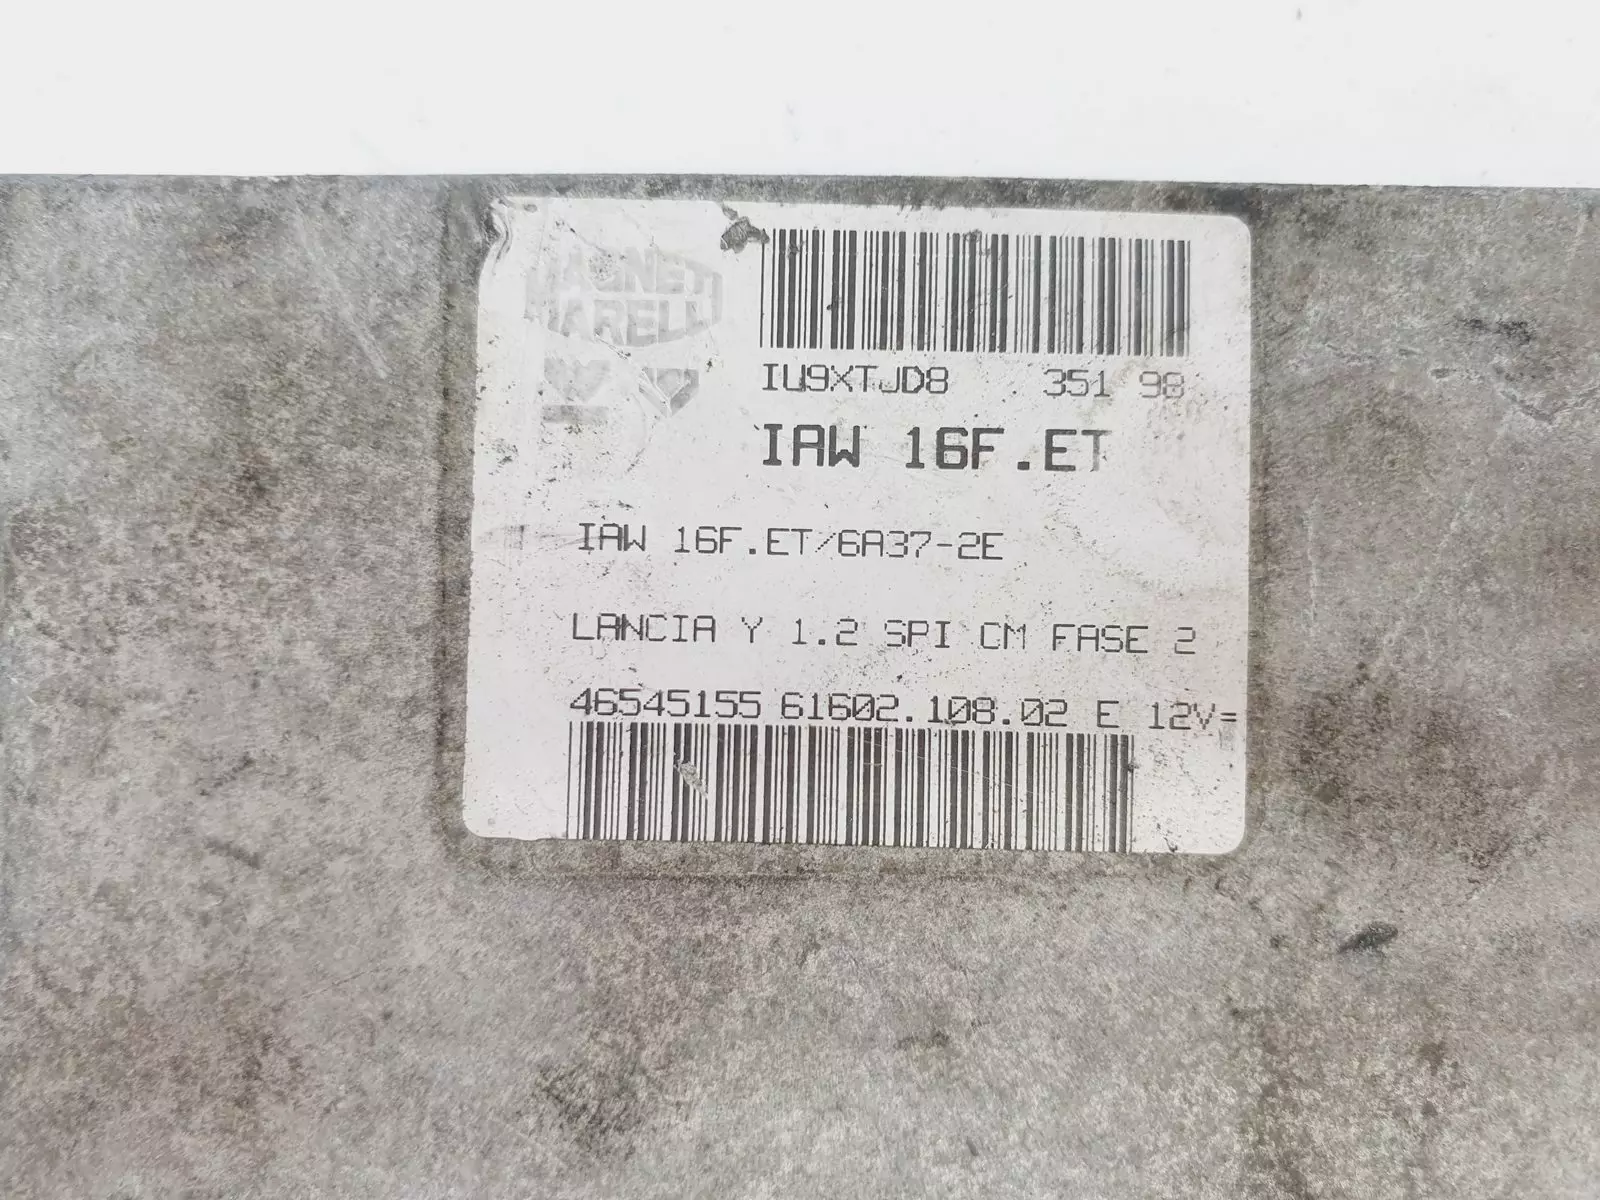 MAGNETI
MARELLI
IU9XTJD8 351 98
IAW 16F.ET
IAW 16F.ET/6A37-2E
LANCIA Y 1.2 SPI CM FASE 2
46545155 61602.108.02 E 12V=